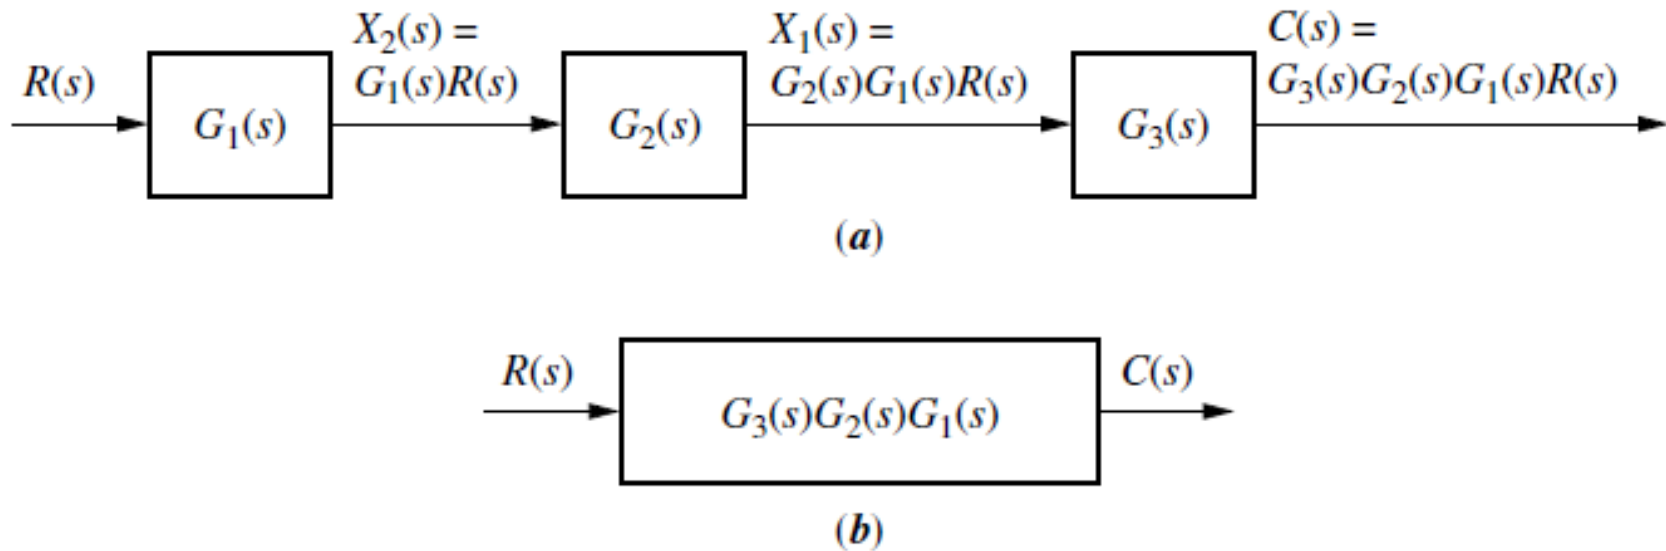 R(s)
G₁(s)
X₂(s) =
G₁(s)R(s)
G₂(s)
X₁(s) =
G₂(s)G₁(s)R(s)
G₃(s)
C(s) =
G₃(s)G₂(s)G₁(s)R(s)
(a)
R(s)
G₃(s)G₂(s)G₁(s)
C(s)
(b)